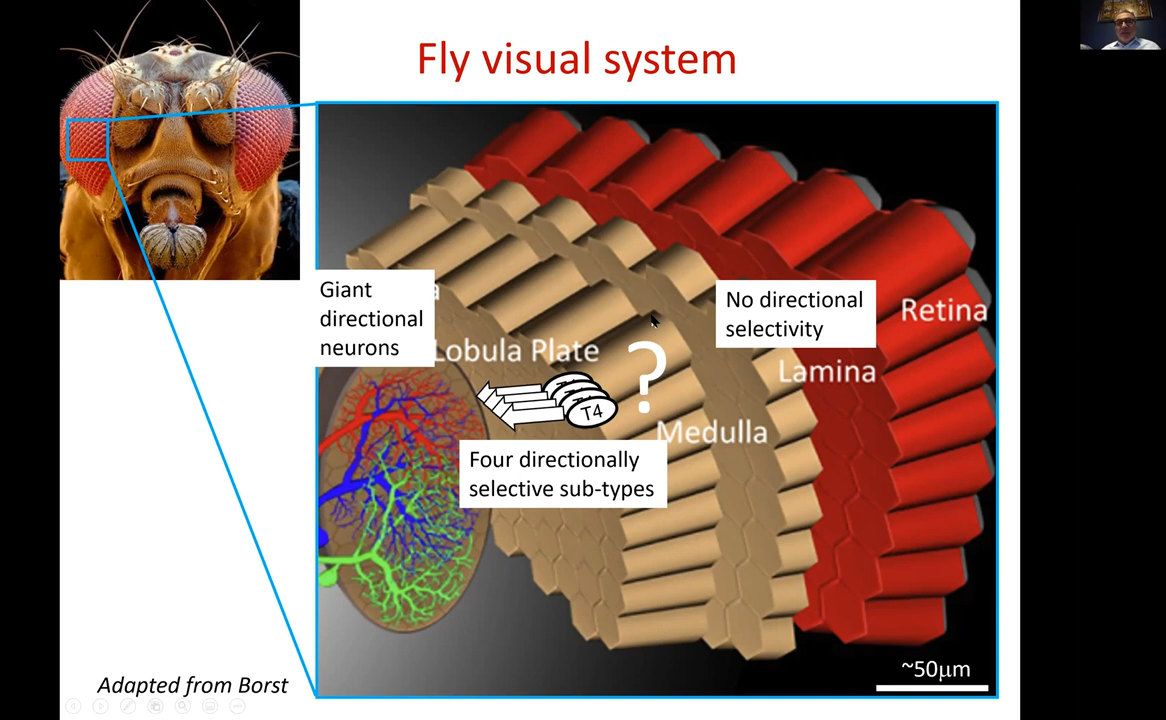 Fly visual system
Giant
directional
neurons
a
Lobula Plate
No directional
selectivity
Retina
Lamina
?
T4
Medulla
Four directionally
selective sub-types
~50μm
Adapted from Borst